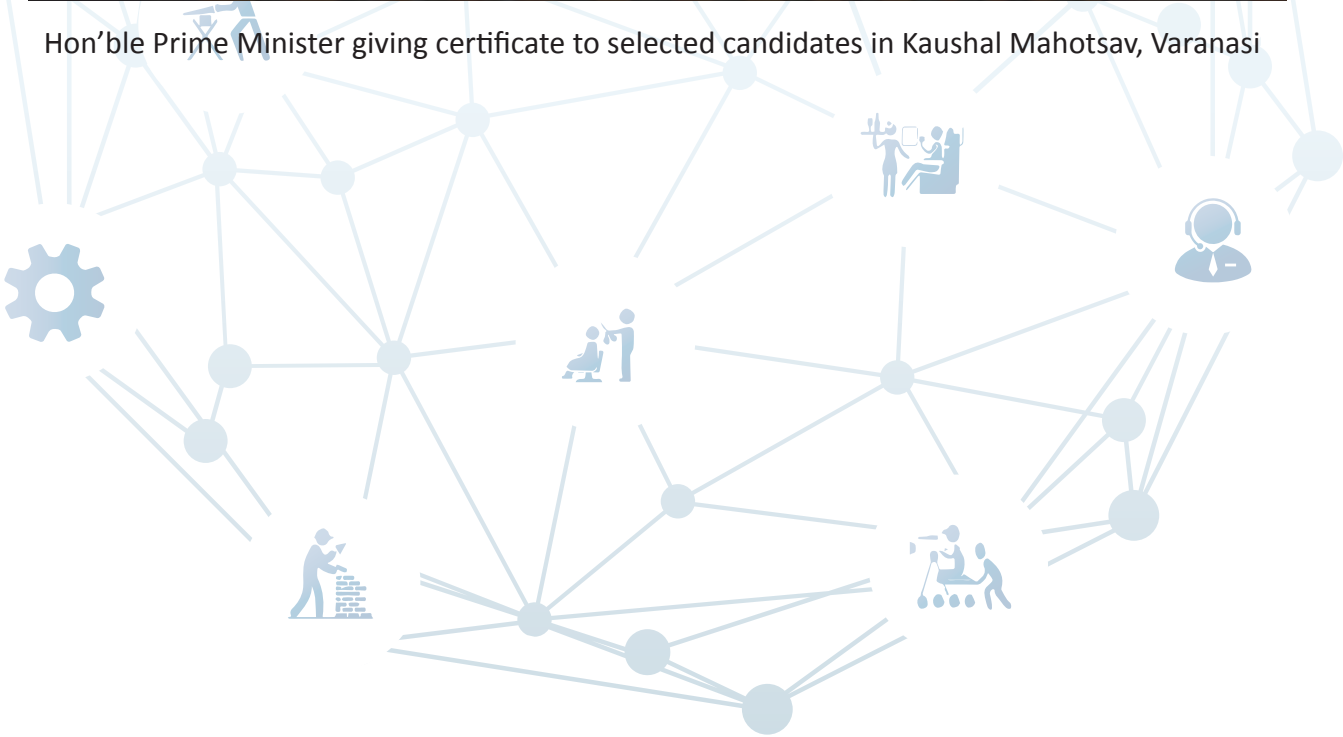 Hon’ble Prime Minister giving certificate to selected candidates in Kaushal Mahotsav, Varanasi